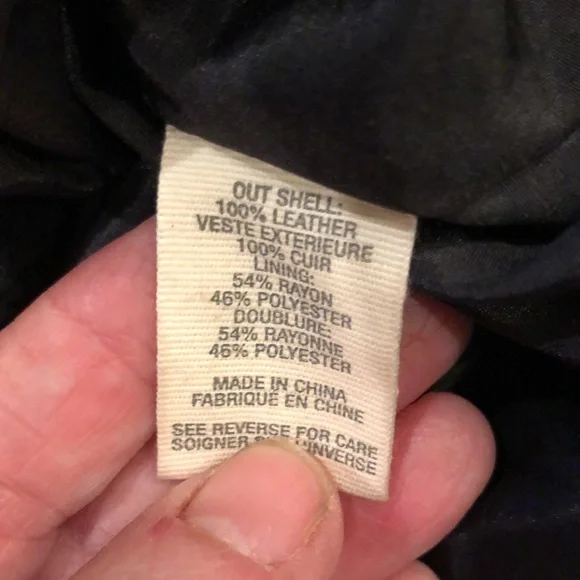 OUT SHELL:
100% LEATHER
VESTE EXTERIEURE
100% CUIR
LINING:
54% RAYON
46% POLYESTER
DOUBLURE:
54% RAYONNE
46% POLYESTER
MADE IN CHINA
FABRIQUÉ EN CHINE
SEE REVERSE FOR CARE
SOIGNER L'INVERSE